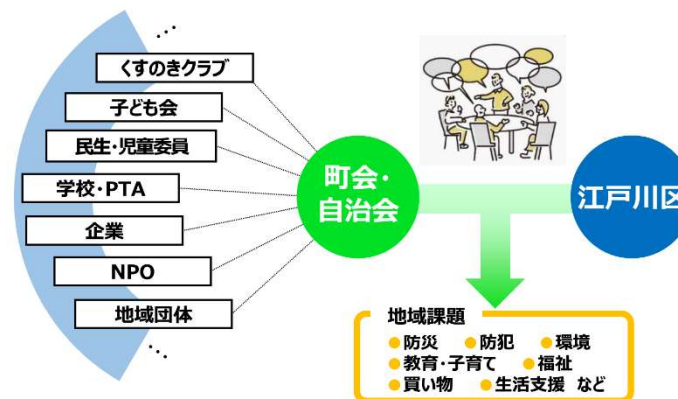 …
くすのきクラブ
子ども会
民生・児童委員
学校・PTA
企業
NPO
地域団体
…
町会・
自治会
江戸川区
地域課題
●防災 ●防犯 ●環境
●教育・子育て ●福祉
●買い物 ●生活支援 など